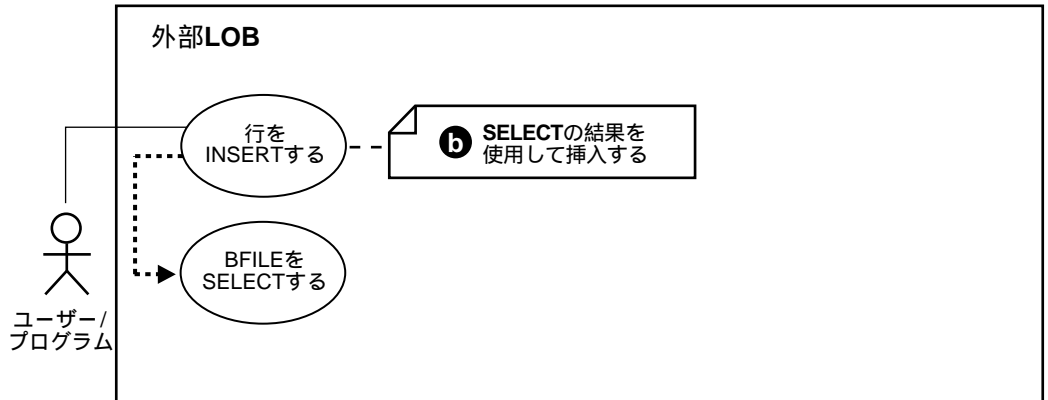 外部LOB
行を
INSERTする
b
SELECTの結果を
使用して挿入する
BFILEを
SELECTする
ユーザー/
プログラム